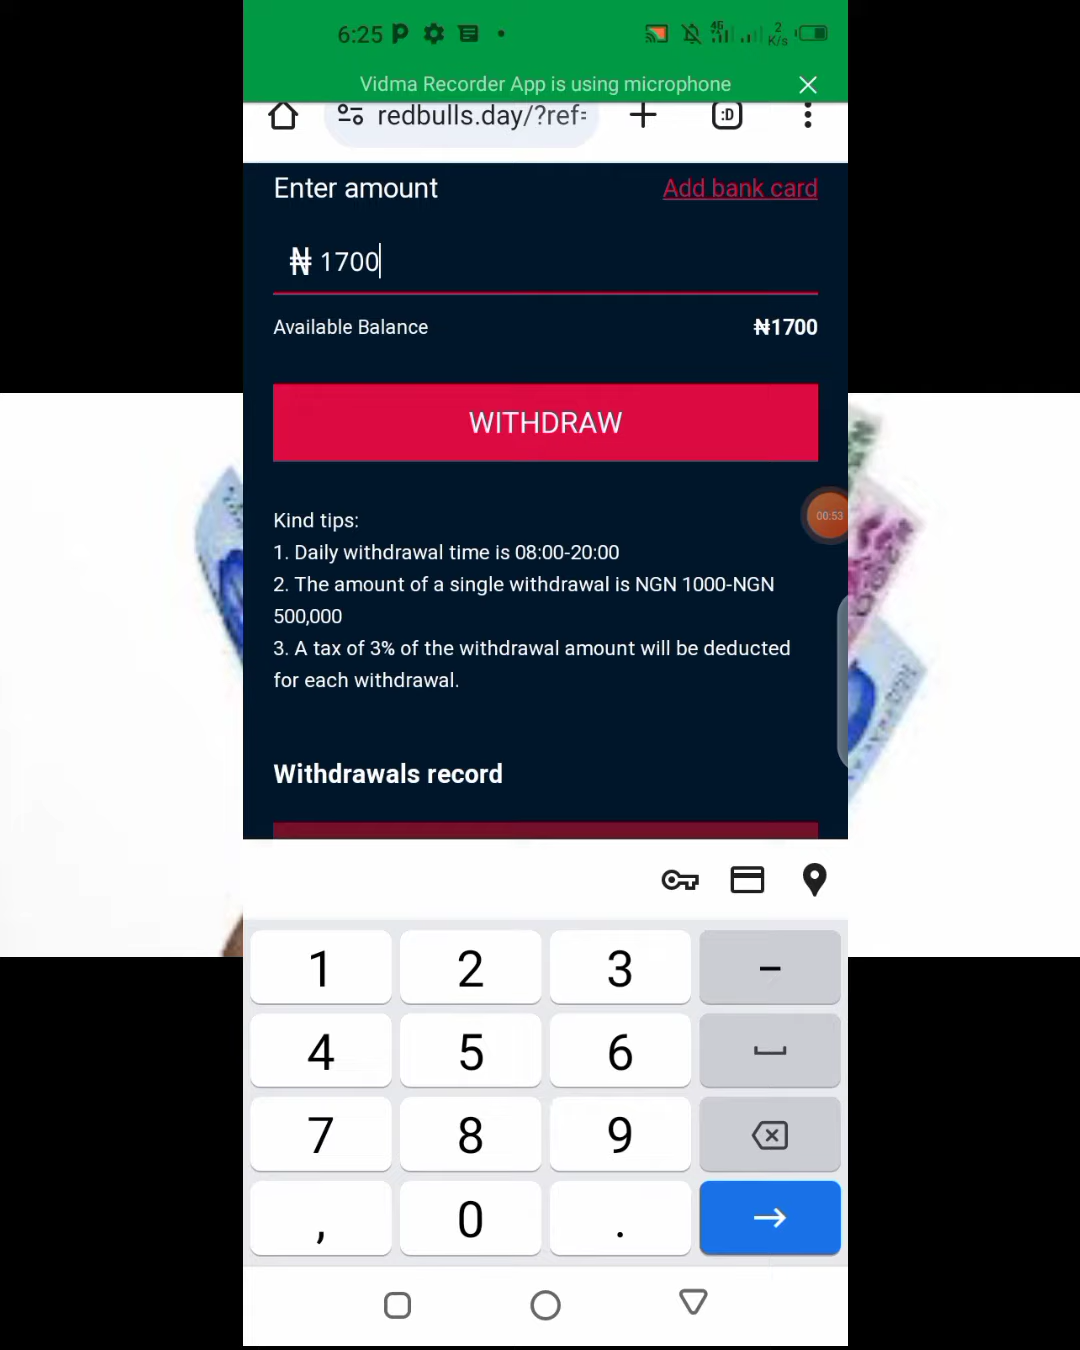 6:25
4G
2
K/s
Vidma Recorder App is using microphone
redbulls.day/?ref=
:D
Enter amount
Add bank card
₦ 1700
Available Balance
₦1700
WITHDRAW
Kind tips:
1. Daily withdrawal time is 08:00-20:00
2. The amount of a single withdrawal is NGN 1000-NGN
500,000
3. A tax of 3% of the withdrawal amount will be deducted
for each withdrawal.
00:53
Withdrawals record
1 2 3 –
4 5 6
7 8 9
, 0 .